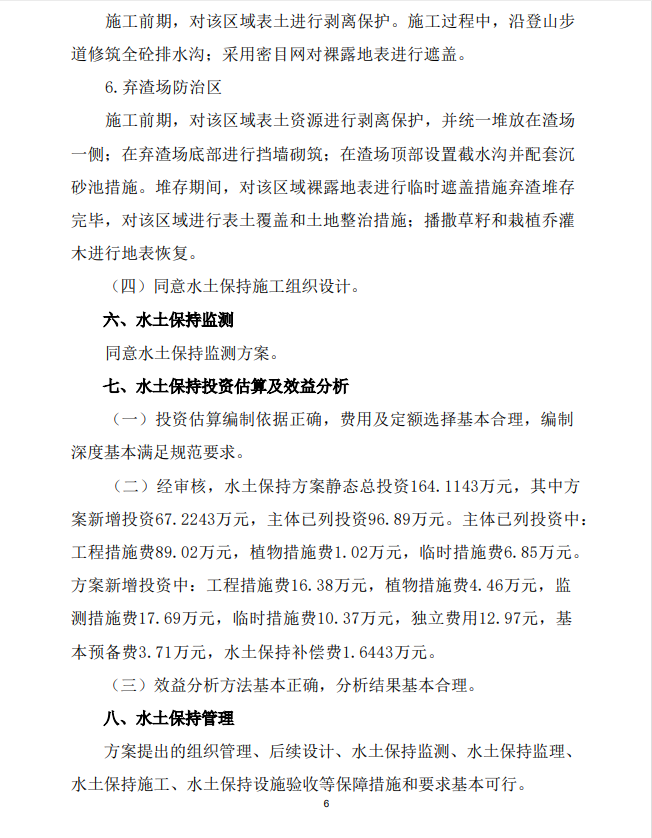 施工前期，对该区域表土进行剥离保护。施工过程中，沿登山步
道修筑全砼排水沟；采用密目网对裸露地表进行遮盖。
6.弃渣场防治区
施工前期，对该区域表土资源进行剥离保护，并统一堆放在渣场
一侧；在弃渣场底部进行挡墙砌筑；在渣场顶部设置截水沟并配套沉
砂池措施。堆存期间，对该区域裸露地表进行临时遮盖措施弃渣堆存
完毕，对该区域进行表土覆盖和土地整治措施；播撒草籽和栽植乔灌
木进行地表恢复。
（四）同意水土保持施工组织设计。
六、水土保持监测
同意水土保持监测方案。
七、水土保持投资估算及效益分析
（一）投资估算编制依据正确，费用及定额选择基本合理，编制
深度基本满足规范要求。
（二）经审核，水土保持方案静态总投资164.1143万元，其中方
案新增投资67.2243万元，主体已列投资96.89万元。主体已列投资中：
工程措施费89.02万元，植物措施费1.02万元，临时措施费6.85万元。
方案新增投资中：工程措施费16.38万元，植物措施费4.46万元，监
测措施费17.69万元，临时措施费10.37万元，独立费用12.97元，基
本预备费3.71万元，水土保持补偿费1.6443万元。
（三）效益分析方法基本正确，分析结果基本合理。
八、水土保持管理
方案提出的组织管理、后续设计、水土保持监测、水土保持监理、
水土保持施工、水土保持设施验收等保障措施和要求基本可行。
6